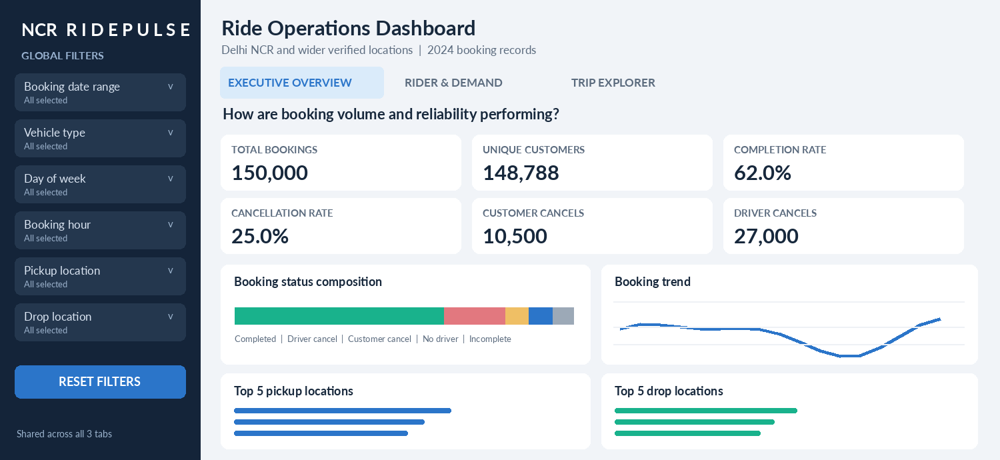 NCR RIDEPULSE
GLOBAL FILTERS
Booking date range v
All selected
Vehicle type v
All selected
Day of week v
All selected
Booking hour v
All selected
Pickup location v
All selected
Drop location v
All selected
RESET FILTERS
Shared across all 3 tabs
Ride Operations Dashboard
Delhi NCR and wider verified locations | 2024 booking records
EXECUTIVE OVERVIEW RIDER & DEMAND TRIP EXPLORER
How are booking volume and reliability performing?
TOTAL BOOKINGS
150,000
UNIQUE CUSTOMERS
148,788
COMPLETION RATE
62.0%
CANCELLATION RATE
25.0%
CUSTOMER CANCELS
10,500
DRIVER CANCELS
27,000
Booking status composition
Completed | Driver cancel | Customer cancel | No driver | Incomplete
Booking trend
Top 5 pickup locations
Top 5 drop locations